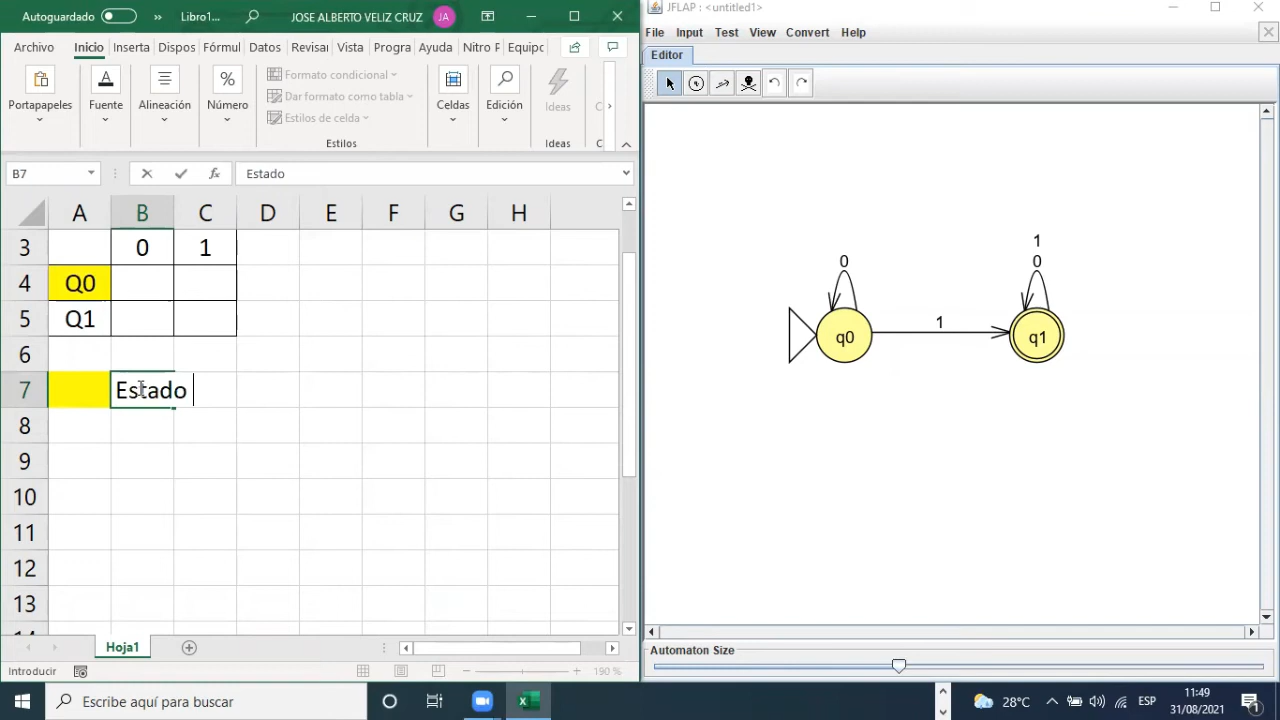 Autoguardado
»
Libro1...
JOSE ALBERTO VELIZ CRUZ
JA
Archivo
Inicio
Inserta
Dispos
Fórmul
Datos
Revisar
Vista
Progra
Ayuda
Nitro P
Equipo
Portapapeles
Fuente
Alineación
Número
Formato condicional
Dar formato como tabla
Estilos de celda
Estilos
Celdas
Edición
Ideas
Ideas
C
C
B7
fx
Estado
A B C D E F G H
3 0 1
4 Q0
5 Q1
6
7 Estado
8
9
10
11
12
13
14
Hoja1
Introducir
190 %
JFLAP : <untitled1>
File Input Test View Convert Help
Editor
1
0 0
1
q0 q1
Automaton Size
Escribe aquí para buscar
28°C
ESP
11:49
31/08/2021
1